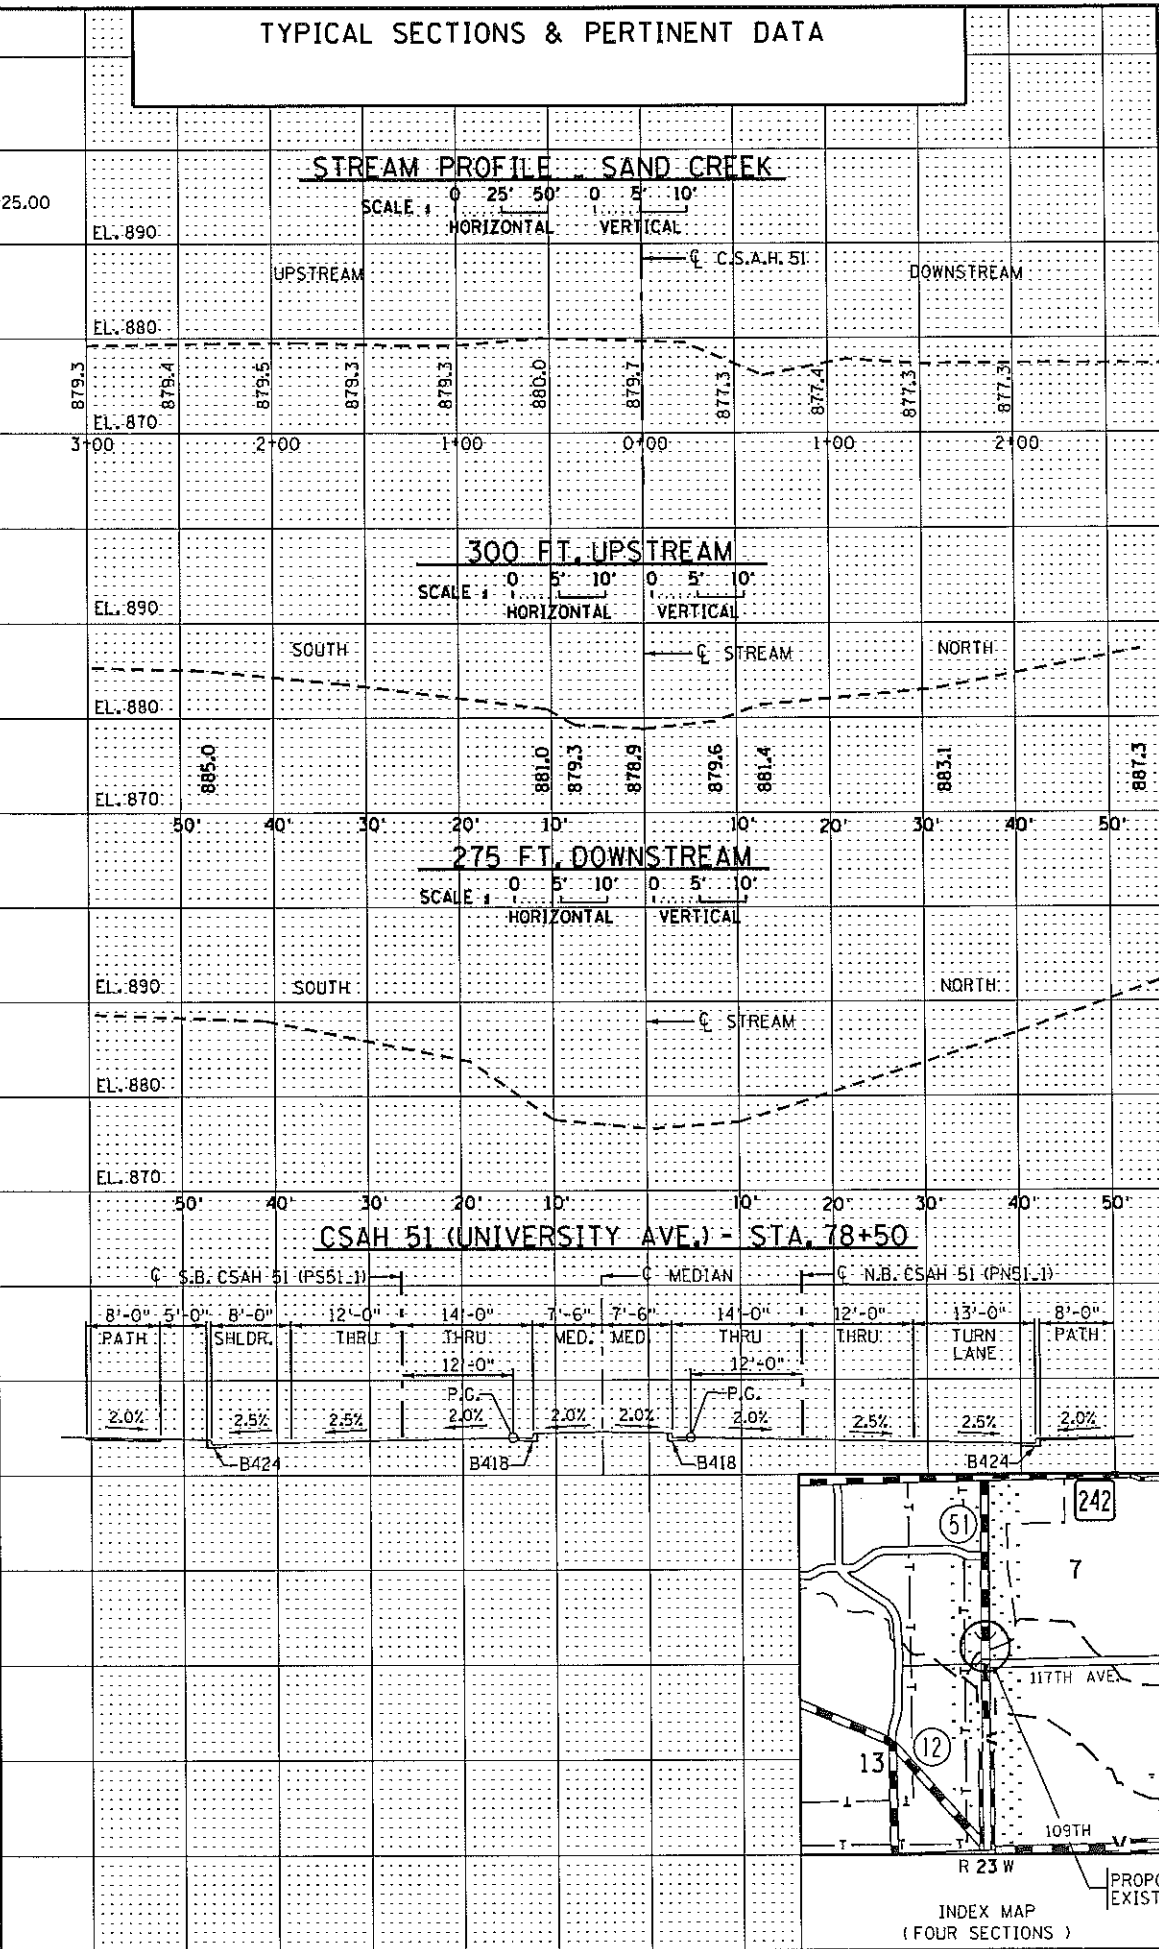 TYPICAL SECTIONS & PERTINENT DATA
STREAM PROFILE - SAND CREEK
SCALE : 0 25' 50' 0 5' 10'
HORIZONTAL VERTICAL
25.00
EL. 890
℄ C.S.A.H. 51
UPSTREAM DOWNSTREAM
EL. 880
879.3 879.4 879.5 879.3 879.3 880.0 879.7 877.3 877.4 877.3 877.3
EL. 870
3+00 2+00 1+00 0+00 1+00 2+00
300 FT. UPSTREAM
SCALE : 0 5' 10' 0 5' 10'
HORIZONTAL VERTICAL
EL. 890
SOUTH ℄ STREAM NORTH
EL. 880
885.0 881.0 879.3 878.9 879.6 881.4 883.1 887.3
EL. 870
50' 40' 30' 20' 10' 10' 20' 30' 40' 50'
275 FT. DOWNSTREAM
SCALE : 0 5' 10' 0 5' 10'
HORIZONTAL VERTICAL
EL. 890 SOUTH NORTH
℄ STREAM
EL. 880
EL. 870
50' 40' 30' 20' 10' 10' 20' 30' 40' 50'
CSAH 51 (UNIVERSITY AVE.) - STA. 78+50
℄ S.B. CSAH 51 (PS51_1) ℄ MEDIAN ℄ N.B. CSAH 51 (PN51_1)
8'-0" 5'-0" 8'-0" 12'-0" 14'-0" 7'-6" 7'-6" 14'-0" 12'-0" 13'-0" 8'-0"
PATH SHLDR. THRU THRU MED. MED. THRU THRU TURN LANE PATH
12'-0" 12'-0"
P.G. P.G.
2.0% 2.5% 2.5% 2.0% 2.0% 2.0% 2.0% 2.5% 2.5% 2.0%
B424 B418 B418 B424
242
51
7
117TH AVE.
12
13
109TH
R 23 W
PROPO
EXIST
INDEX MAP
(FOUR SECTIONS )